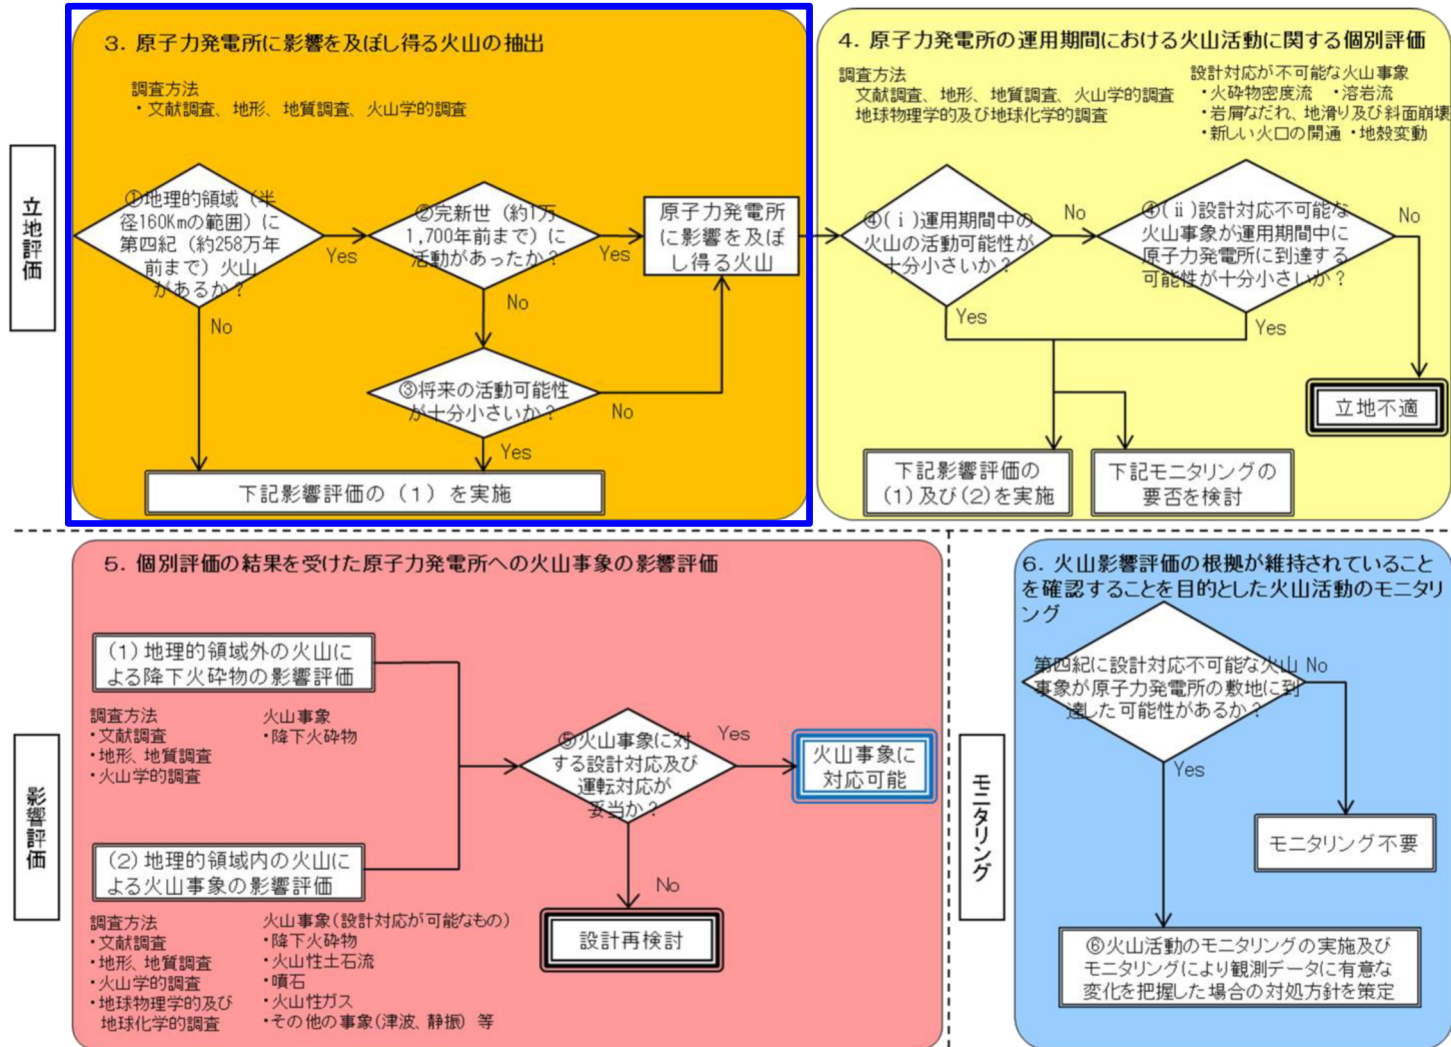 立地評価
3. 原子力発電所に影響を及ぼし得る火山の抽出
調査方法
・文献調査、地形、地質調査、火山学的調査
①地理的領域（半
径160Kmの範囲）に
第四紀（約258万年
前まで）火山
があるか？
Yes
No
②完新世（約1万
1,700年前まで）に
活動があったか？
Yes
No
原子力発電所
に影響を及ぼ
し得る火山
③将来の活動可能性
が十分小さいか？
No
Yes
下記影響評価の（1）を実施
4. 原子力発電所の運用期間における火山活動に関する個別評価
調査方法
文献調査、地形、地質調査、火山学的調査
地球物理学的及び地球化学的調査
設計対応が不可能な火山事象
・火砕物密度流 ・溶岩流
・岩屑なだれ、地滑り及び斜面崩壊
・新しい火口の開通 ・地殻変動
④(ⅰ)運用期間中の
火山の活動可能性が
十分小さいか？
No
Yes
④(ⅱ)設計対応不可能な
火山事象が運用期間中に
原子力発電所に到達する
可能性が十分小さいか？
No
Yes
立地不適
下記影響評価の
(1)及び(2)を実施
下記モニタリングの
要否を検討
影響評価
5. 個別評価の結果を受けた原子力発電所への火山事象の影響評価
(1)地理的領域外の火山に
よる降下火砕物の影響評価
調査方法
・文献調査
・地形、地質調査
・火山学的調査
火山事象
・降下火砕物
(2)地理的領域内の火山に
よる火山事象の影響評価
調査方法
・文献調査
・地形、地質調査
・火山学的調査
・地球物理学的及び
地球化学的調査
火山事象(設計対応が可能なもの)
・降下火砕物
・火山性土石流
・噴石
・火山性ガス
・その他の事象(津波、静振) 等
⑤火山事象に対
する設計対応及び
運転対応が
妥当か？
Yes
No
火山事象に
対応可能
設計再検討
モニタリング
6. 火山影響評価の根拠が維持されていること
を確認することを目的とした火山活動のモニタリ
ング
第四紀に設計対応不可能な火山
事象が原子力発電所の敷地に到
達した可能性があるか？
No
Yes
モニタリング不要
⑥火山活動のモニタリングの実施及び
モニタリングにより観測データに有意な
変化を把握した場合の対処方針を策定